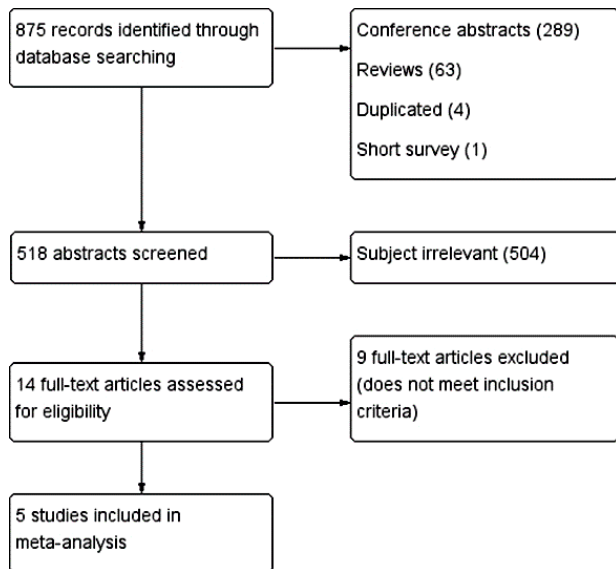 875 records identified through
database searching
Conference abstracts (289)
Reviews (63)
Duplicated (4)
Short survey (1)
518 abstracts screened
Subject irrelevant (504)
14 full-text articles assessed
for eligibility
9 full-text articles excluded
(does not meet inclusion
criteria)
5 studies included in
meta-analysis